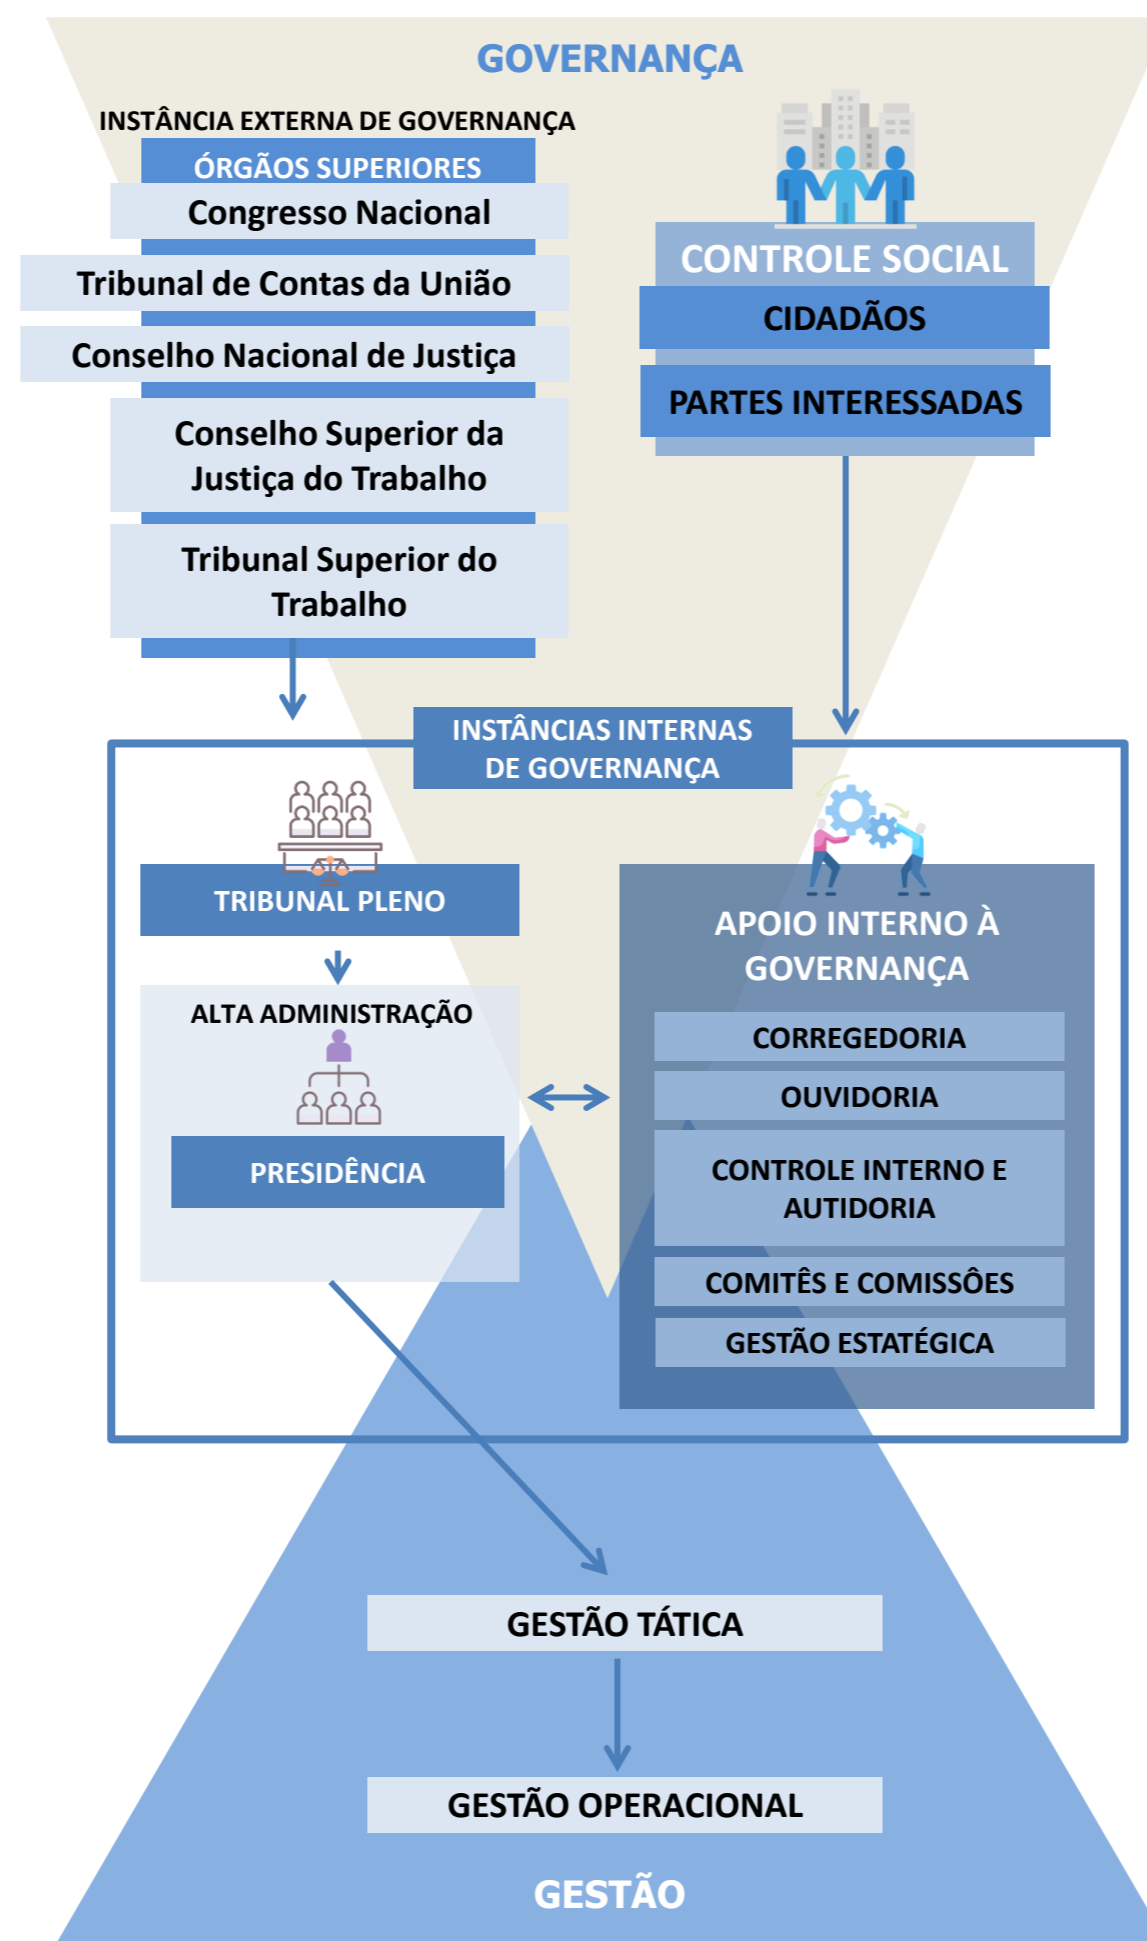 GOVERNANÇA
INSTÂNCIA EXTERNA DE GOVERNANÇA
ÓRGÃOS SUPERIORES
Congresso Nacional
Tribunal de Contas da União
Conselho Nacional de Justiça
Conselho Superior da
Justiça do Trabalho
Tribunal Superior do
Trabalho
CONTROLE SOCIAL
CIDADÃOS
PARTES INTERESSADAS
INSTÂNCIAS INTERNAS
DE GOVERNANÇA
TRIBUNAL PLENO
ALTA ADMINISTRAÇÃO
PRESIDÊNCIA
APOIO INTERNO À
GOVERNANÇA
CORREGEDORIA
OUVIDORIA
CONTROLE INTERNO E
AUTIDORIA
COMITÊS E COMISSÔES
GESTÃO ESTATÉGICA
GESTÃO TÁTICA
GESTÃO OPERACIONAL
GESTÃO